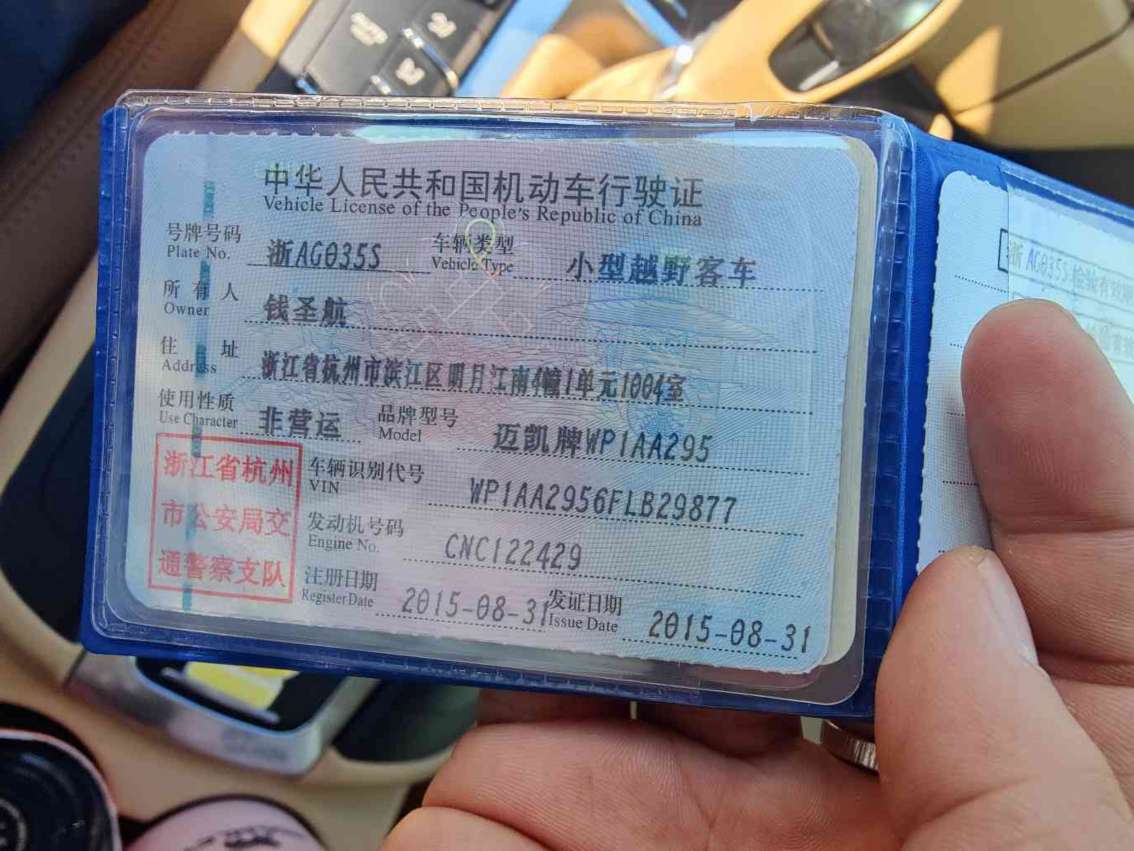 中华人民共和国机动车行驶证
Vehicle License of the People's Republic of China
号牌号码 浙AG035S 车辆类型 小型越野客车
Plate No. Vehicle Type
所有人 钱圣航
Owner
住址 浙江省杭州市滨江区明月江南4幢1单元1004室
Address
使用性质 非营运 品牌型号 迈凯牌WP1AA295
Use Character Model
浙江省杭州
市公安局交
通警察支队
车辆识别代号 WP1AA2956FLB29877
VIN
发动机号码 CNC122429
Engine No.
注册日期 2015-08-31 发证日期 2015-08-31
Register Date Issue Date
浙AG035S 检验有效期